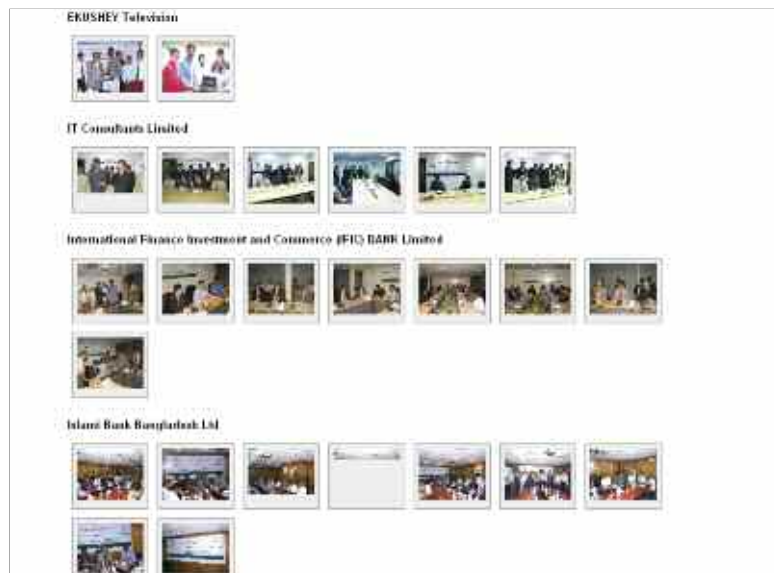 EKUSHEY Television
IT Consultants Limited
International Finance Investment and Commerce (IFIC) BANK Limited
Islami Bank Bangladesh Ltd